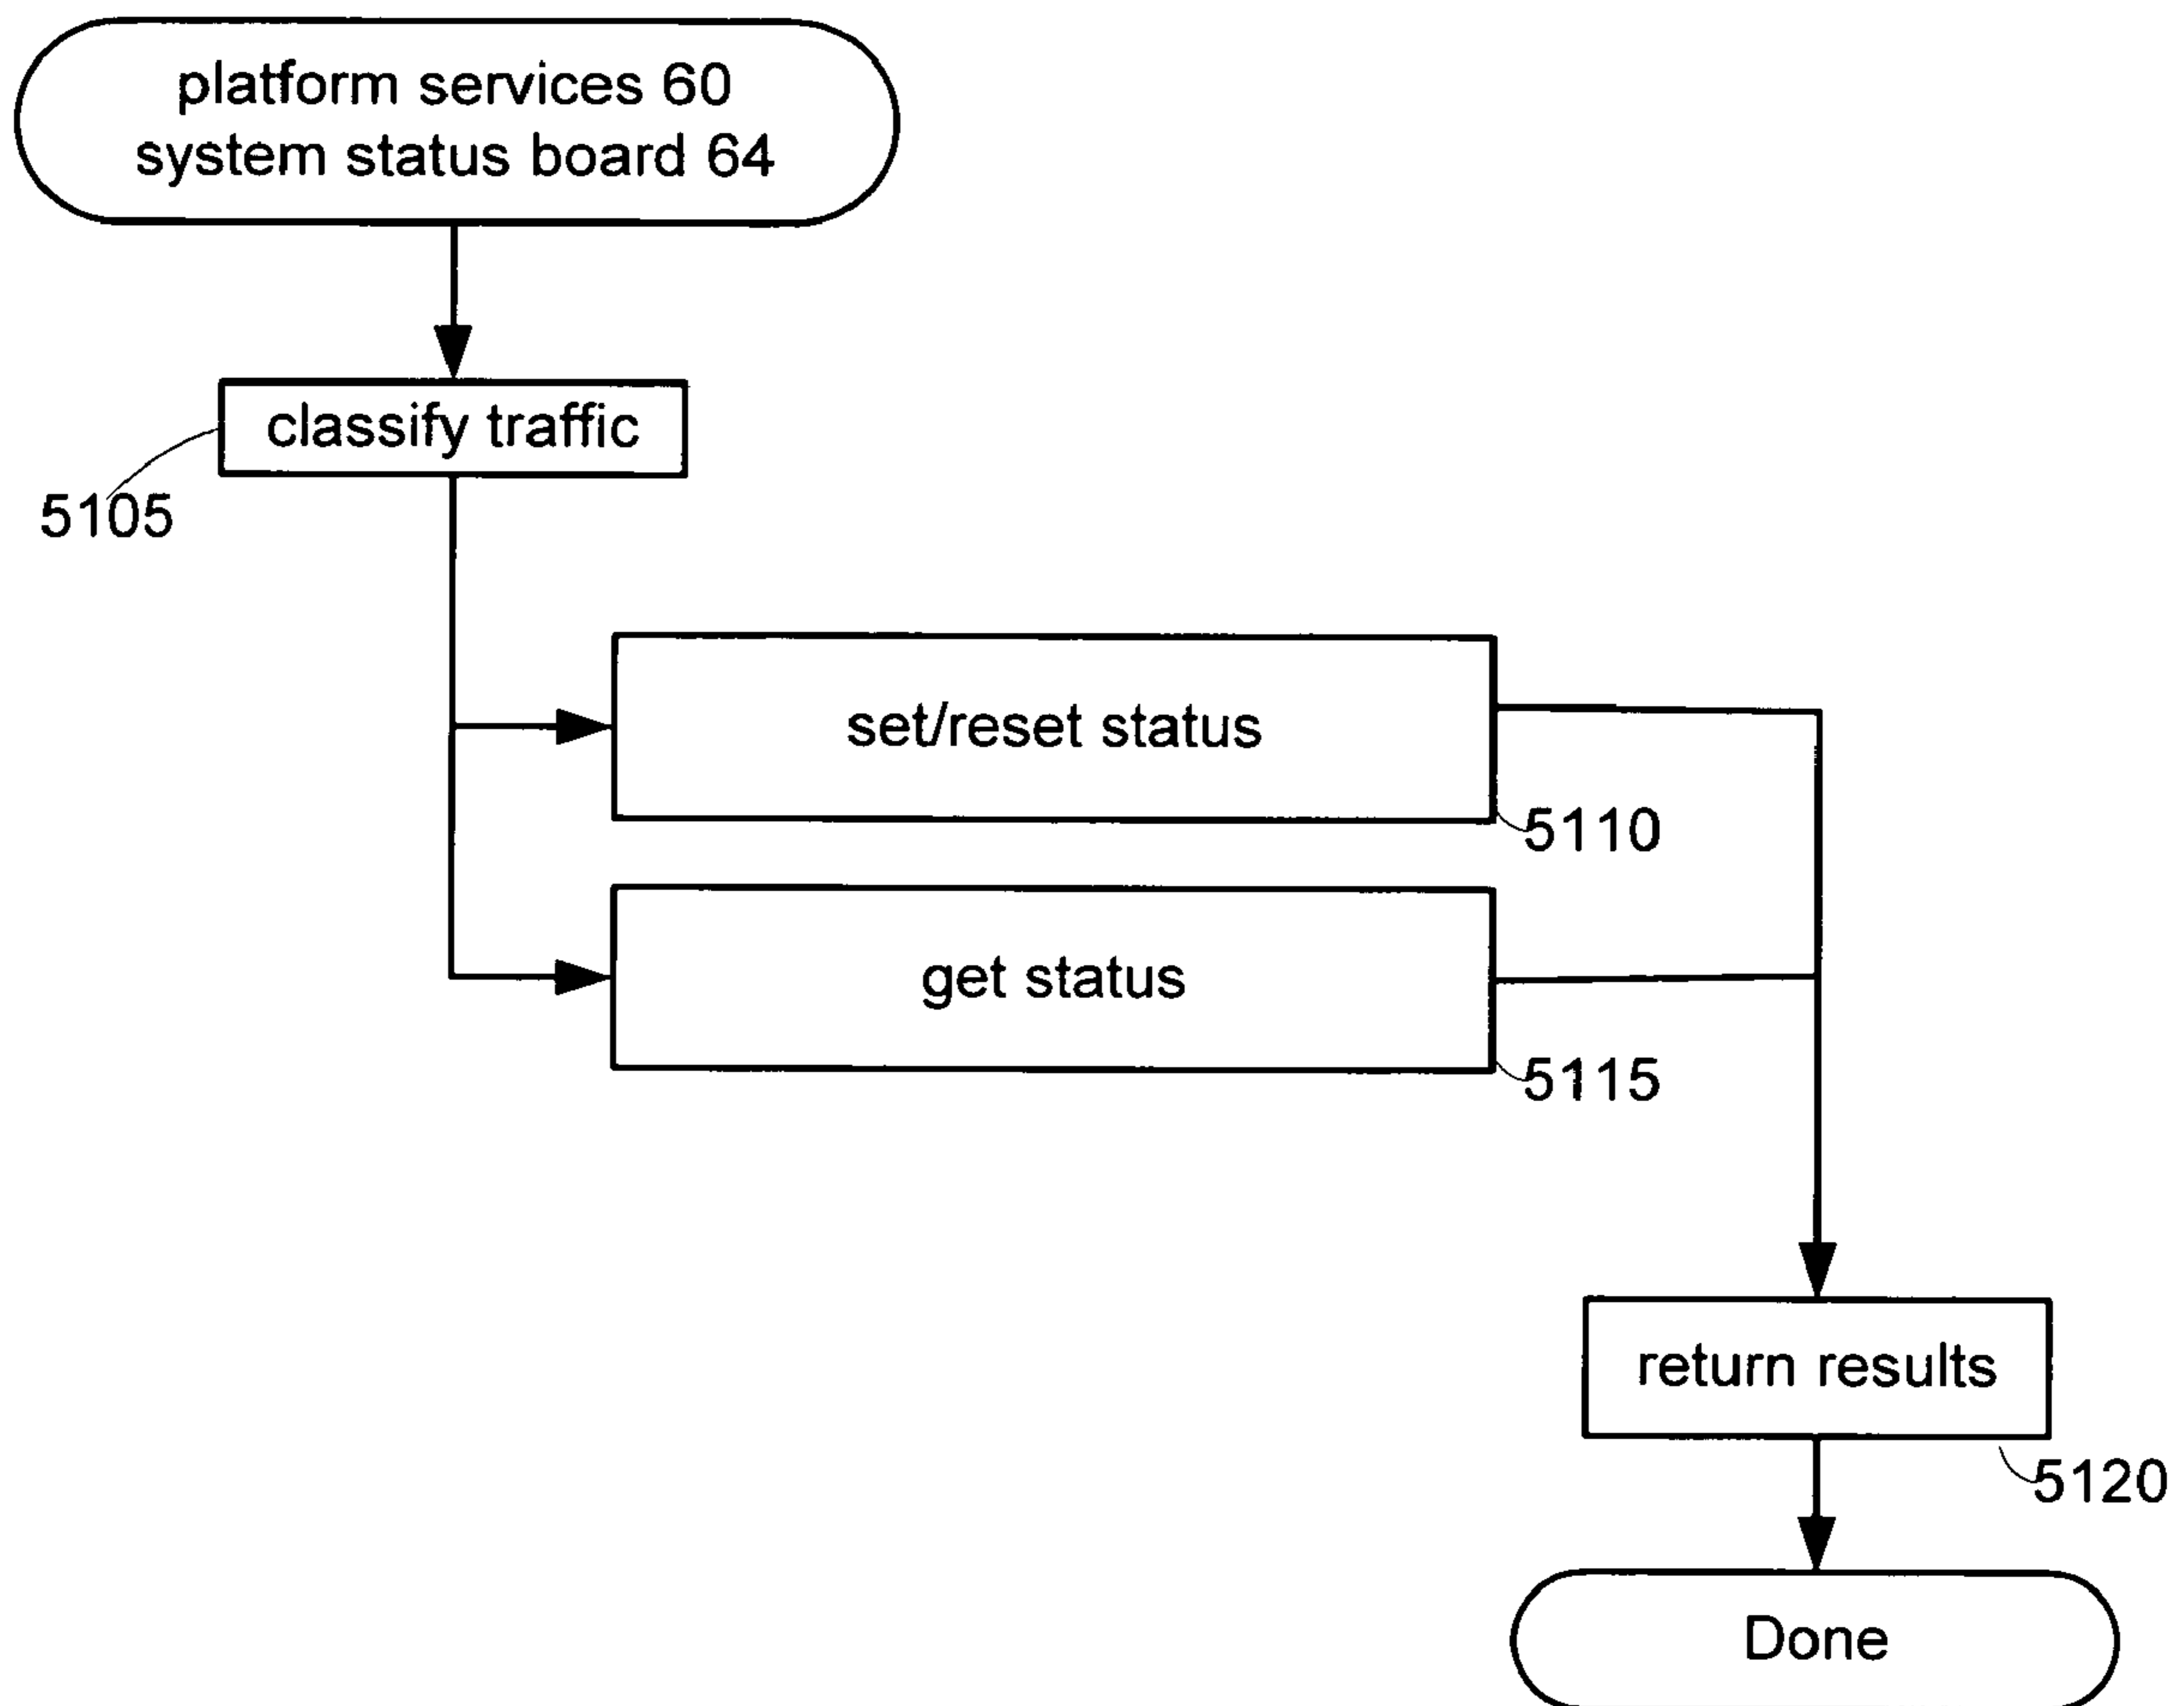 platform services 60
system status board 64
classify traffic
5105
set/reset status
5110
get status
5115
return results
5120
Done